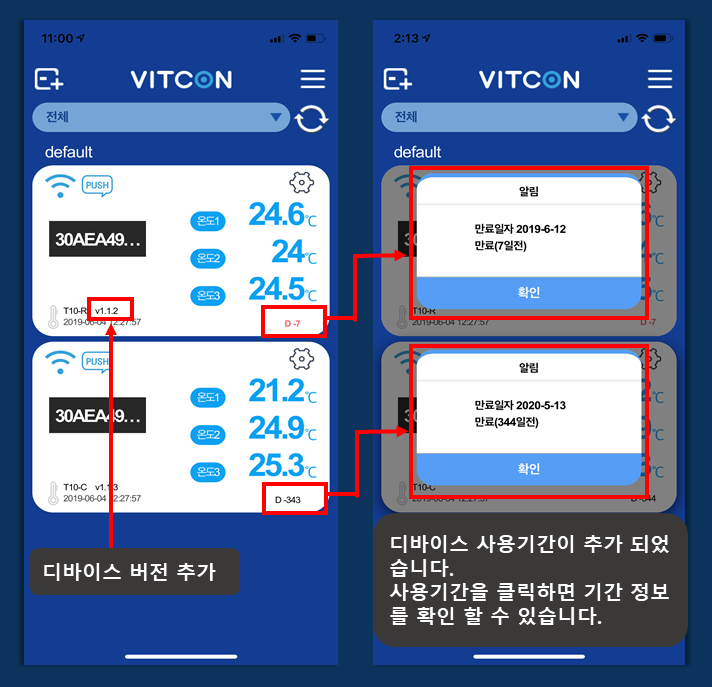 11:00
VITCON
전체
default
PUSH
30AEA49...
온도1
24.6℃
온도2
24℃
온도3
24.5℃
T10-R v1.1.2
2019-06-04 12:27:57
D -7
PUSH
30AEA49...
온도1
21.2℃
온도2
24.9℃
온도3
25.3℃
T10-C v1.1.3
2019-06-04 12:27:57
D -343
디바이스 버전 추가
2:13
VITCON
전체
default
알림
만료일자 2019-6-12
만료(7일전)
확인
T10-R
2019-06-04 12:27:57
D -7
알림
만료일자 2020-5-13
만료(344일전)
확인
T10-C
2019-06-04 12:27:57
D -344
디바이스 사용기간이 추가 되었
습니다.
사용기간을 클릭하면 기간 정보
를 확인 할 수 있습니다.